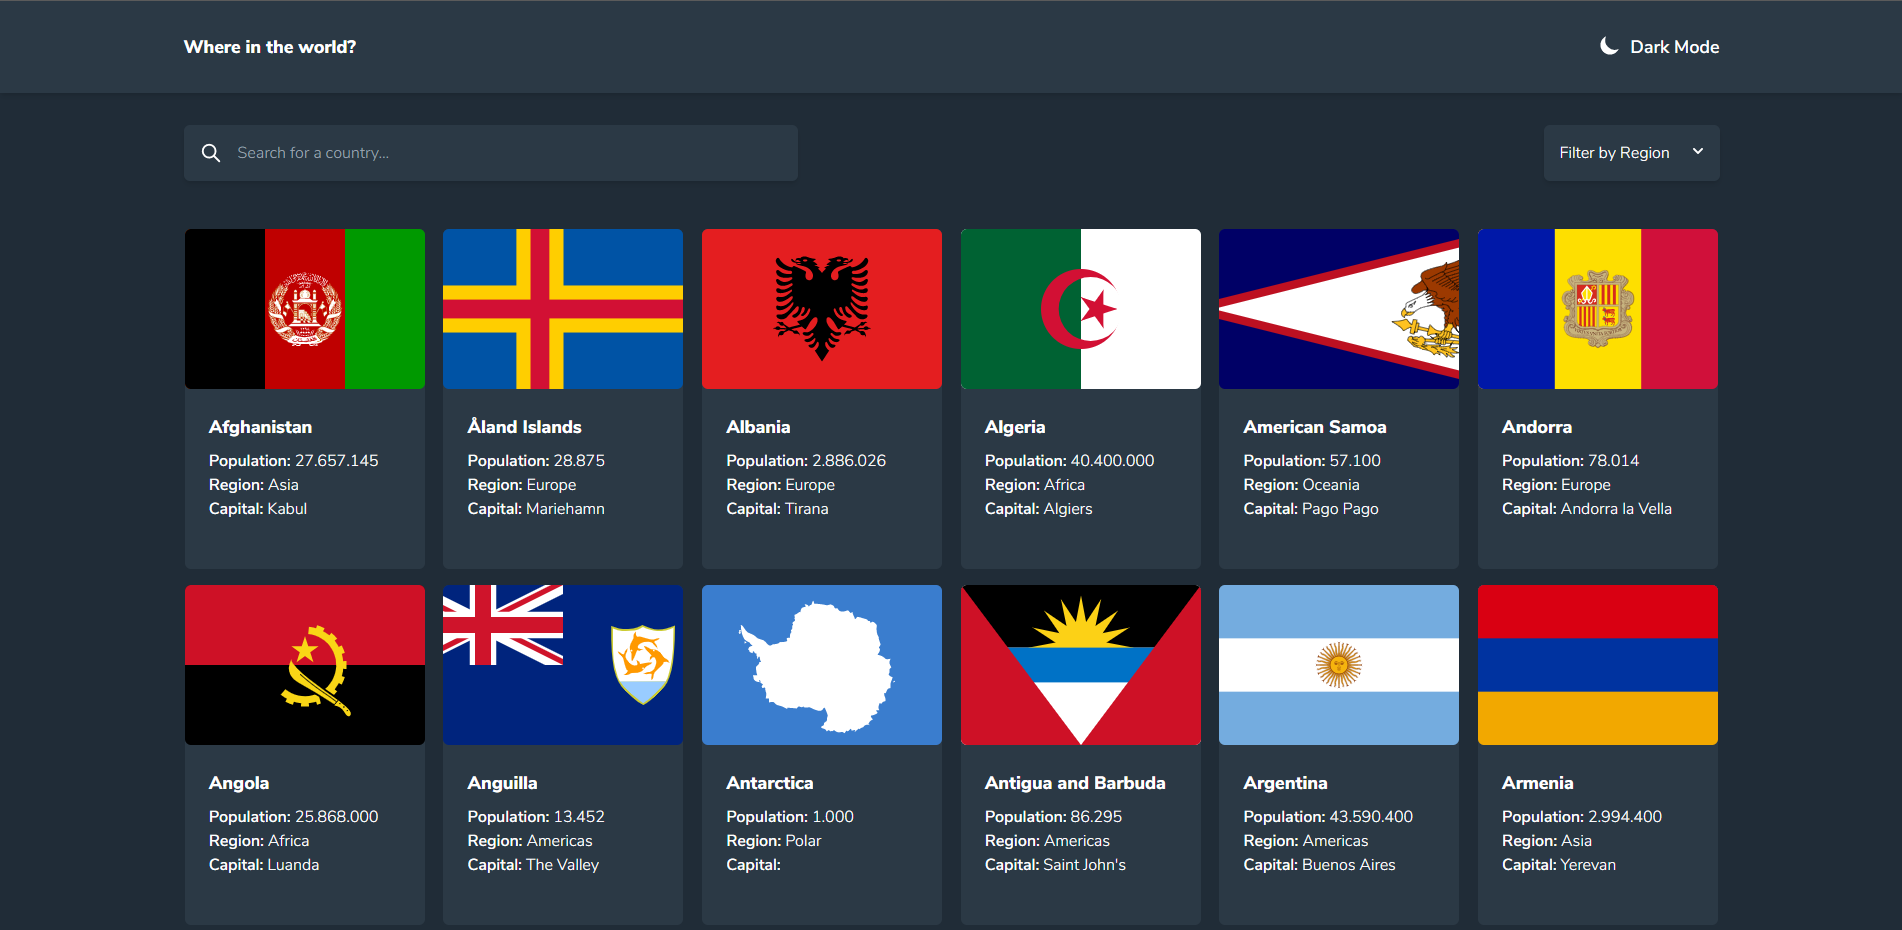 Where in the world?
Dark Mode
Search for a country...
Filter by Region
Afghanistan
Population: 27.657.145
Region: Asia
Capital: Kabul
Åland Islands
Population: 28.875
Region: Europe
Capital: Mariehamn
Albania
Population: 2.886.026
Region: Europe
Capital: Tirana
Algeria
Population: 40.400.000
Region: Africa
Capital: Algiers
American Samoa
Population: 57.100
Region: Oceania
Capital: Pago Pago
Andorra
Population: 78.014
Region: Europe
Capital: Andorra la Vella
Angola
Population: 25.868.000
Region: Africa
Capital: Luanda
Anguilla
Population: 13.452
Region: Americas
Capital: The Valley
Antarctica
Population: 1.000
Region: Polar
Capital:
Antigua and Barbuda
Population: 86.295
Region: Americas
Capital: Saint John's
Argentina
Population: 43.590.400
Region: Americas
Capital: Buenos Aires
Armenia
Population: 2.994.400
Region: Asia
Capital: Yerevan